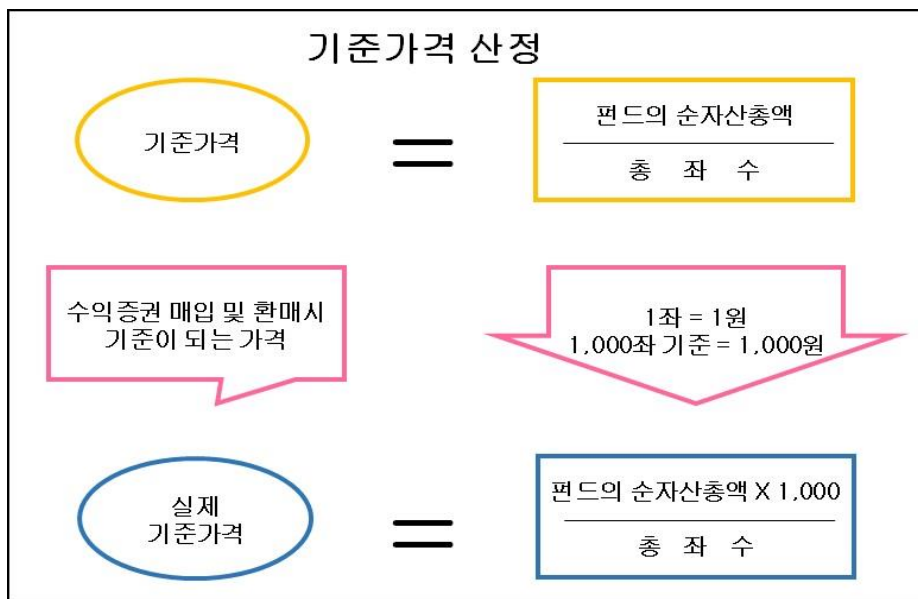 기준가격 산정
기준가격
=
펀드의 순자산총액
총 좌 수
수익증권 매입 및 환매시
기준이 되는 가격
1좌 = 1원
1,000좌 기준 = 1,000원
실제
기준가격
=
펀드의 순자산총액 X 1,000
총 좌 수